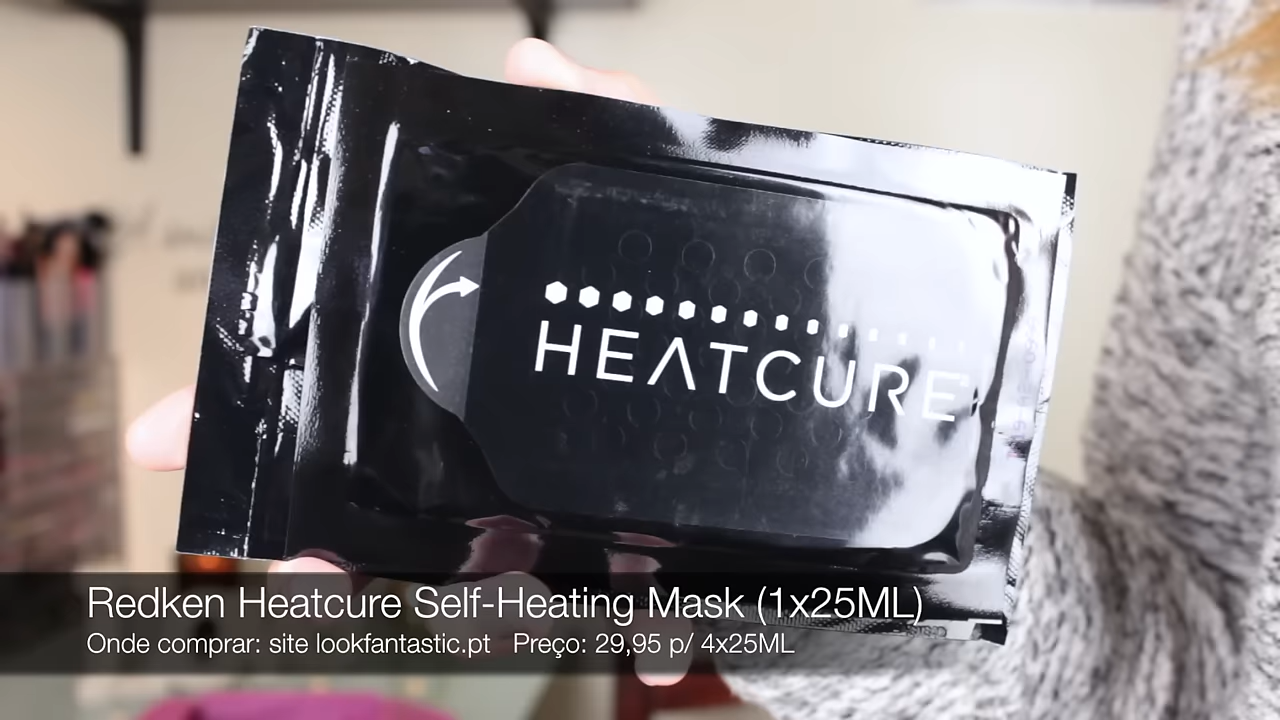 HEATCURE
Redken Heatcure Self-Heating Mask (1x25ML)
Onde comprar: site lookfantastic.pt Preço: 29,95 p/ 4x25ML